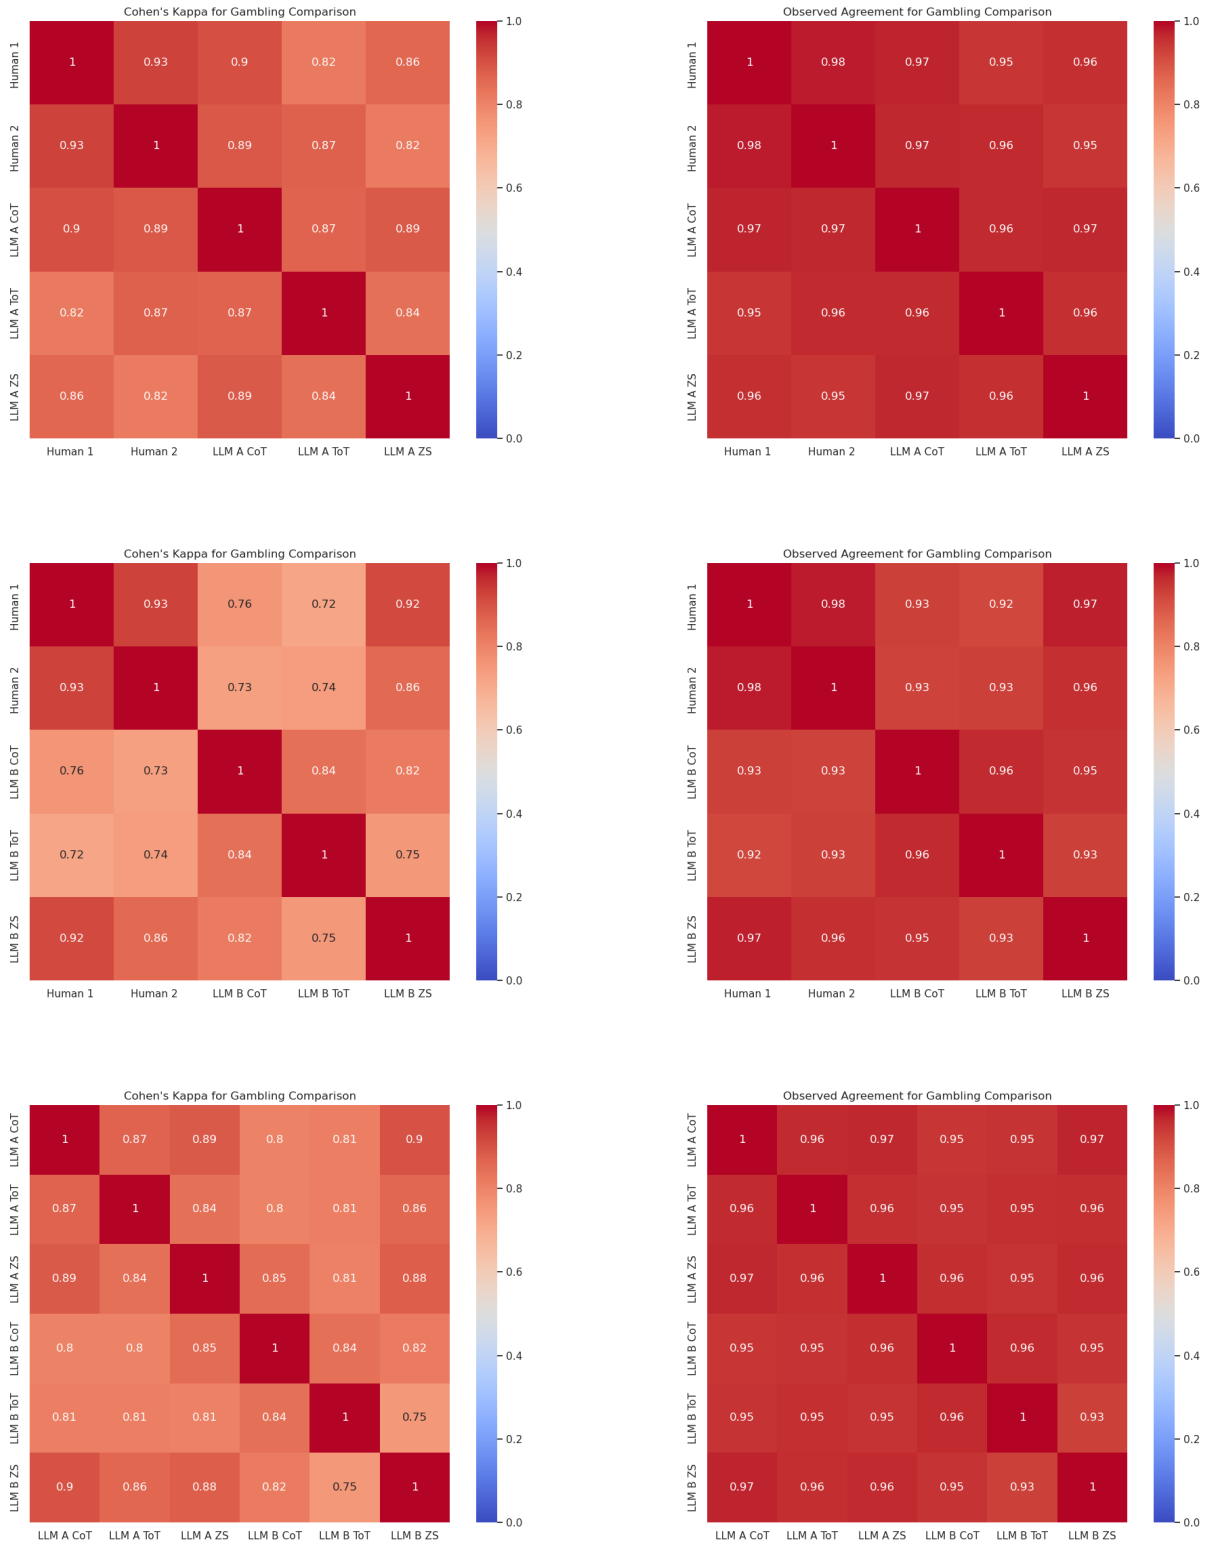 Cohen's Kappa for Gambling Comparison
Human 1 1 0.93 0.9 0.82 0.86
Human 2 0.93 1 0.89 0.87 0.82
LLM A CoT 0.9 0.89 1 0.87 0.89
LLM A ToT 0.82 0.87 0.87 1 0.84
LLM A ZS 0.86 0.82 0.89 0.84 1
Human 1 Human 2 LLM A CoT LLM A ToT LLM A ZS
1.0
0.8
0.6
0.4
0.2
0.0
Observed Agreement for Gambling Comparison
Human 1 1 0.98 0.97 0.95 0.96
Human 2 0.98 1 0.97 0.96 0.95
LLM A CoT 0.97 0.97 1 0.96 0.97
LLM A ToT 0.95 0.96 0.96 1 0.96
LLM A ZS 0.96 0.95 0.97 0.96 1
Human 1 Human 2 LLM A CoT LLM A ToT LLM A ZS
1.0
0.8
0.6
0.4
0.2
0.0
Cohen's Kappa for Gambling Comparison
Human 1 1 0.93 0.76 0.72 0.92
Human 2 0.93 1 0.73 0.74 0.86
LLM B CoT 0.76 0.73 1 0.84 0.82
LLM B ToT 0.72 0.74 0.84 1 0.75
LLM B ZS 0.92 0.86 0.82 0.75 1
Human 1 Human 2 LLM B CoT LLM B ToT LLM B ZS
1.0
0.8
0.6
0.4
0.2
0.0
Observed Agreement for Gambling Comparison
Human 1 1 0.98 0.93 0.92 0.97
Human 2 0.98 1 0.93 0.93 0.96
LLM B CoT 0.93 0.93 1 0.96 0.95
LLM B ToT 0.92 0.93 0.96 1 0.93
LLM B ZS 0.97 0.96 0.95 0.93 1
Human 1 Human 2 LLM B CoT LLM B ToT LLM B ZS
1.0
0.8
0.6
0.4
0.2
0.0
Cohen's Kappa for Gambling Comparison
LLM A CoT 1 0.87 0.89 0.8 0.81 0.9
LLM A ToT 0.87 1 0.84 0.8 0.81 0.86
LLM A ZS 0.89 0.84 1 0.85 0.81 0.88
LLM B CoT 0.8 0.8 0.85 1 0.84 0.82
LLM B ToT 0.81 0.81 0.81 0.84 1 0.75
LLM B ZS 0.9 0.86 0.88 0.82 0.75 1
LLM A CoT LLM A ToT LLM A ZS LLM B CoT LLM B ToT LLM B ZS
1.0
0.8
0.6
0.4
0.2
0.0
Observed Agreement for Gambling Comparison
LLM A CoT 1 0.96 0.97 0.95 0.95 0.97
LLM A ToT 0.96 1 0.96 0.95 0.95 0.96
LLM A ZS 0.97 0.96 1 0.96 0.95 0.96
LLM B CoT 0.95 0.95 0.96 1 0.96 0.95
LLM B ToT 0.95 0.95 0.95 0.96 1 0.93
LLM B ZS 0.97 0.96 0.96 0.95 0.93 1
LLM A CoT LLM A ToT LLM A ZS LLM B CoT LLM B ToT LLM B ZS
1.0
0.8
0.6
0.4
0.2
0.0